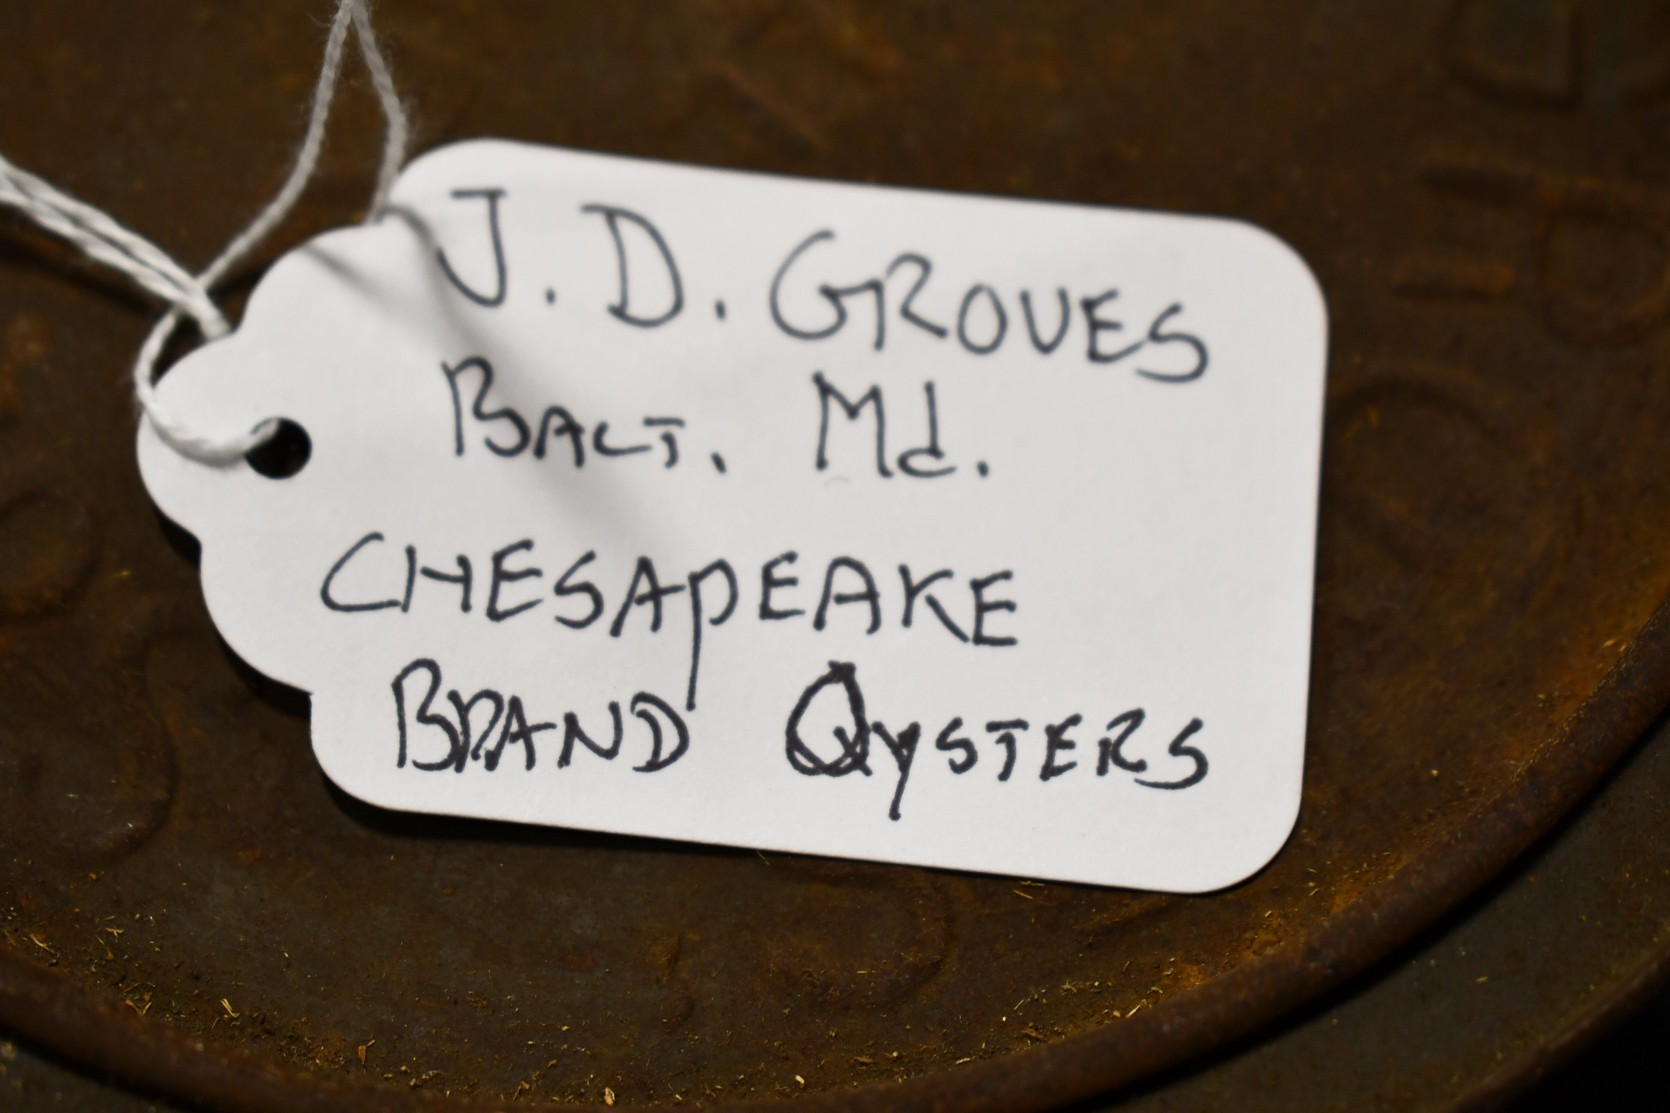 J. D. GROVES
BALT. Md.
CHESAPEAKE
BRAND OYSTERS